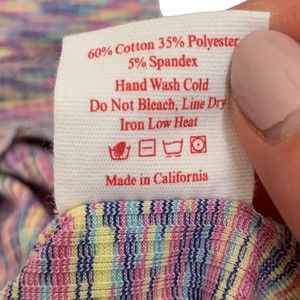 60% Cotton 35% Polyester
5% Spandex
Hand Wash Cold
Do Not Bleach, Line Dry
Iron Low Heat
Made in California